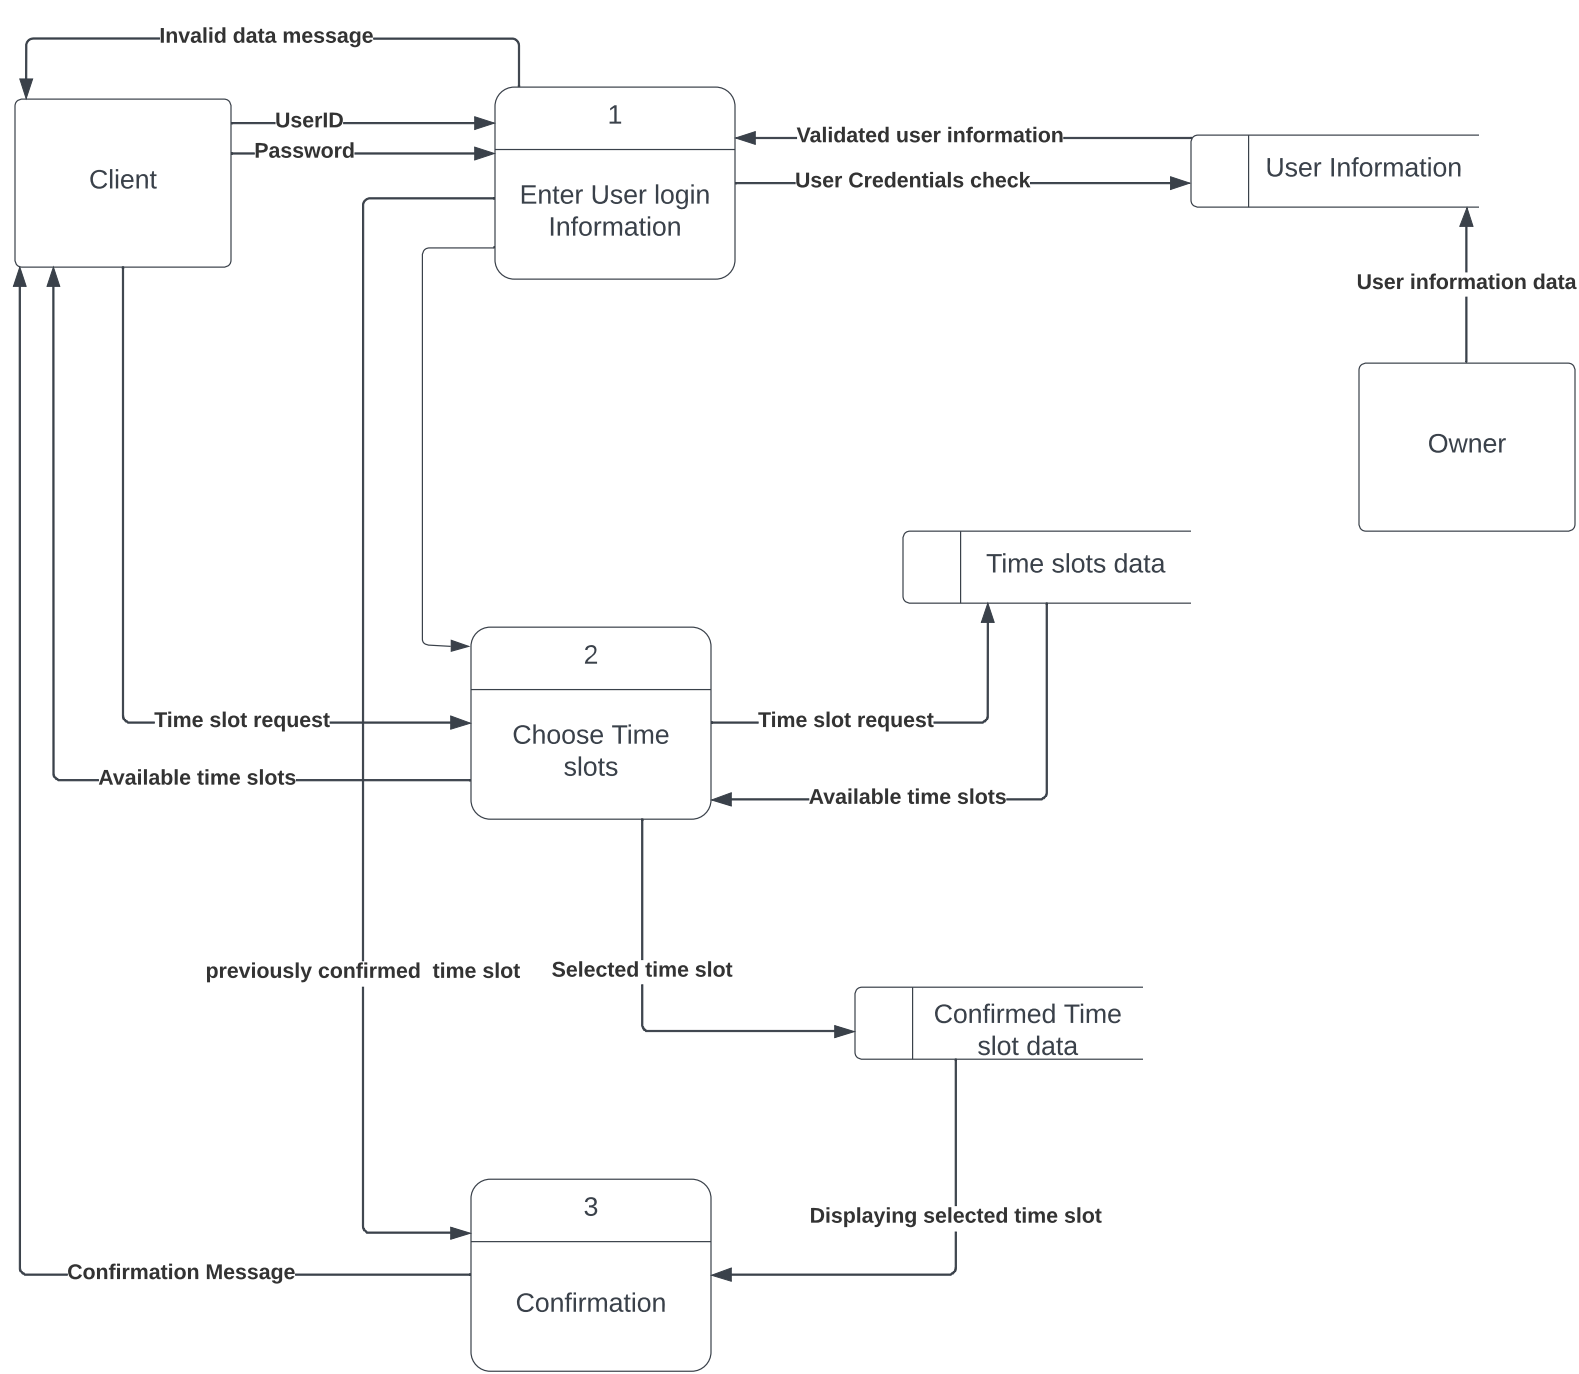 Invalid data message
UserID
Password
Client
1
Enter User login
Information
Validated user information
User Credentials check
User Information
User information data
Owner
Time slots data
2
Choose Time
slots
Time slot request
Time slot request
Available time slots
Available time slots
previously confirmed  time slot
Selected time slot
Confirmed Time
slot data
3
Confirmation
Displaying selected time slot
Confirmation Message